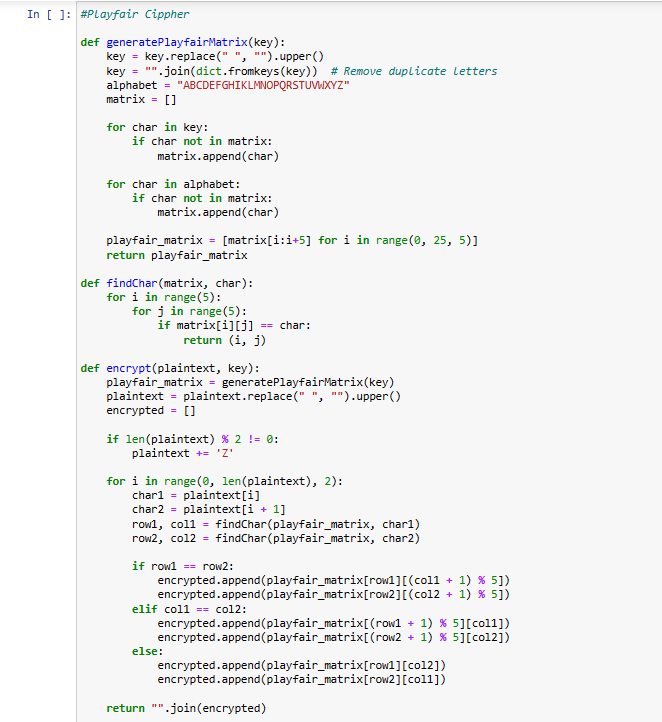 In [ ]: #Playfair Cippher
def generatePlayfairMatrix(key):
    key = key.replace(" ", "").upper()
    key = "".join(dict.fromkeys(key))  # Remove duplicate letters
    alphabet = "ABCDEFGHIKLMNOPQRSTUVWXYZ"
    matrix = []

    for char in key:
        if char not in matrix:
            matrix.append(char)

    for char in alphabet:
        if char not in matrix:
            matrix.append(char)

    playfair_matrix = [matrix[i:i+5] for i in range(0, 25, 5)]
    return playfair_matrix

def findChar(matrix, char):
    for i in range(5):
        for j in range(5):
            if matrix[i][j] == char:
                return (i, j)

def encrypt(plaintext, key):
    playfair_matrix = generatePlayfairMatrix(key)
    plaintext = plaintext.replace(" ", "").upper()
    encrypted = []

    if len(plaintext) % 2 != 0:
        plaintext += 'Z'

    for i in range(0, len(plaintext), 2):
        char1 = plaintext[i]
        char2 = plaintext[i + 1]
        row1, col1 = findChar(playfair_matrix, char1)
        row2, col2 = findChar(playfair_matrix, char2)

        if row1 == row2:
            encrypted.append(playfair_matrix[row1][(col1 + 1) % 5])
            encrypted.append(playfair_matrix[row2][(col2 + 1) % 5])
        elif col1 == col2:
            encrypted.append(playfair_matrix[(row1 + 1) % 5][col1])
            encrypted.append(playfair_matrix[(row2 + 1) % 5][col2])
        else:
            encrypted.append(playfair_matrix[row1][col2])
            encrypted.append(playfair_matrix[row2][col1])

    return "".join(encrypted)